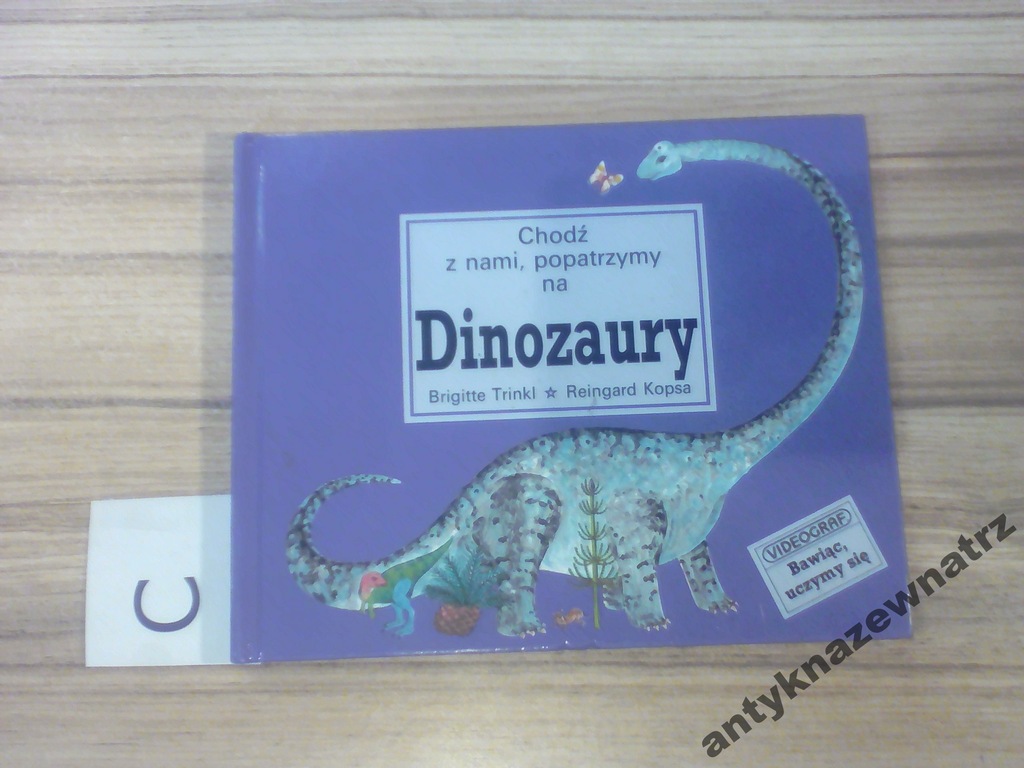 Chodź
z nami, popatrzymy
na
Dinozaury
Brigitte Trinkl ☆ Reingard Kopsa
VIDEOGRAF
Bawiąc,
uczymy się
C
antyknazewnatrz